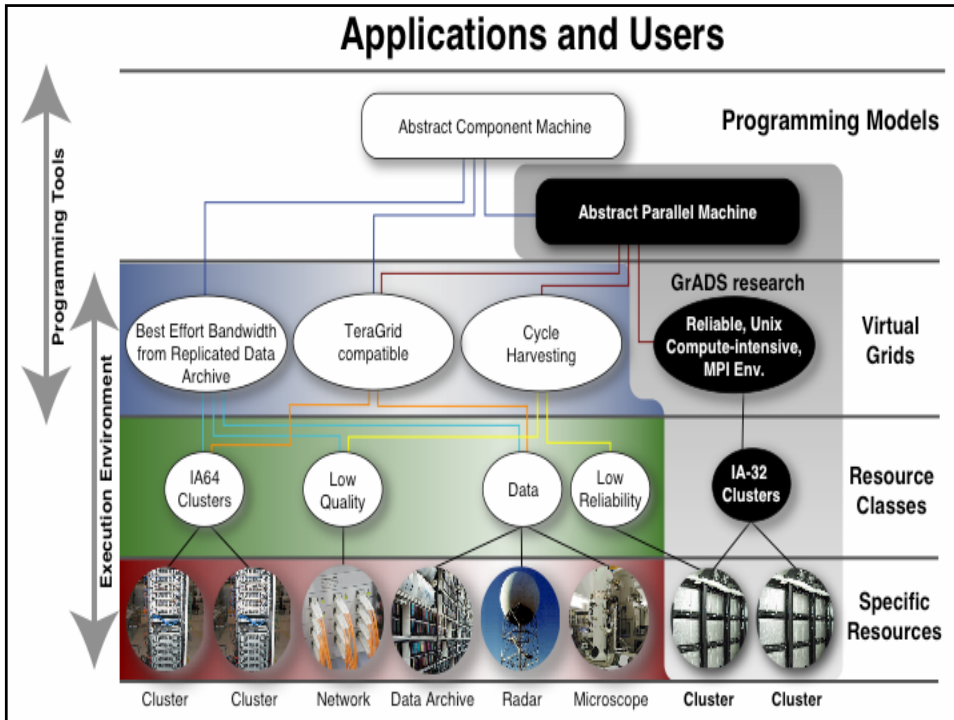 Applications and Users
Programming Tools
Execution Environment
Abstract Component Machine
Programming Models
Abstract Parallel Machine
GrADS research
Best Effort Bandwidth
from Replicated Data
Archive
TeraGrid
compatible
Cycle
Harvesting
Reliable, Unix
Compute-intensive,
MPI Env.
Virtual
Grids
IA64
Clusters
Low
Quality
Data
Low
Reliability
IA-32
Clusters
Resource
Classes
Specific
Resources
Cluster
Cluster
Network
Data Archive
Radar
Microscope
Cluster
Cluster